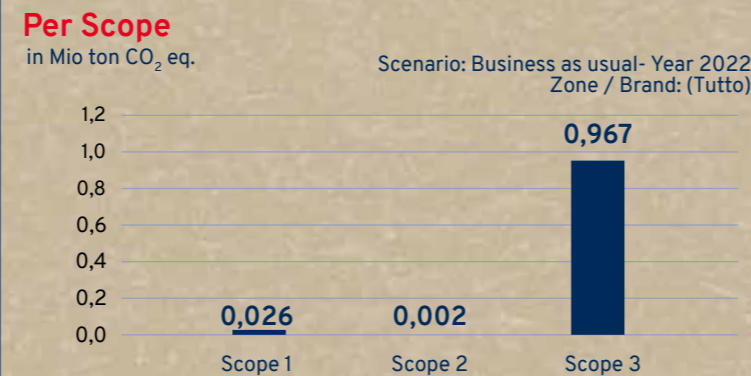 Per Scope
in Mio ton CO₂ eq.
Scenario: Business as usual- Year 2022
Zone / Brand: (Tutto)
1,2
1,0
0,8
0,6
0,4
0,2
0,0
0,026
0,002
0,967
Scope 1
Scope 2
Scope 3